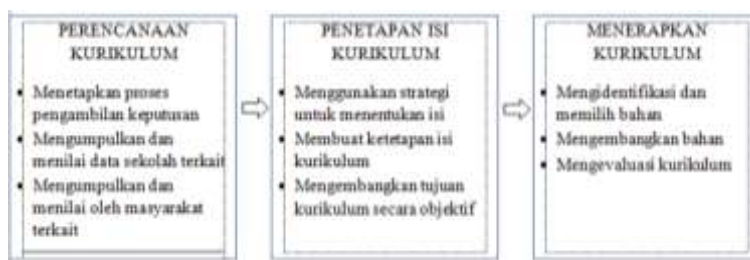 PERENCANAAN
KURIKULUM
• Menetapkan proses
pengambilan keputusan
• Mengumpulkan dan
menilai data sekolah terkait
• Mengumpulkan dan
menilai oleh masyarakat
terkait
PENETAPAN ISI
KURIKULUM
• Menggunakan strategi
untuk menentukan isi
• Membuat ketetapan isi
kurikulum
• Mengembangkan tujuan
kurikulum secara objektif
MENERAPKAN
KURIKULUM
• Mengidentifikasi dan
memilih bahan
• Mengembangkan bahan
• Mengevaluasi kurikulum